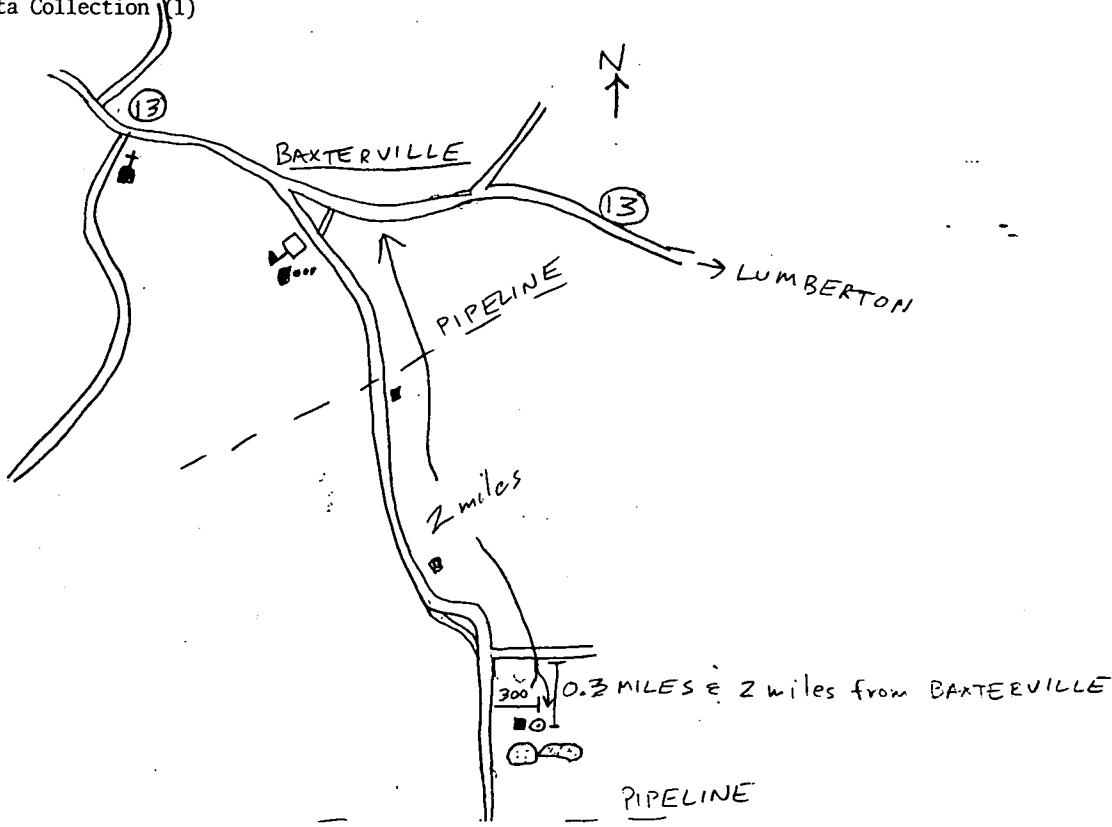 ta Collection (1)
N
13
BAXTERVILLE
13
LUMBERTON
PIPELINE
2 miles
300
0.3 MILES & 2 miles from BAXTERVILLE
PIPELINE